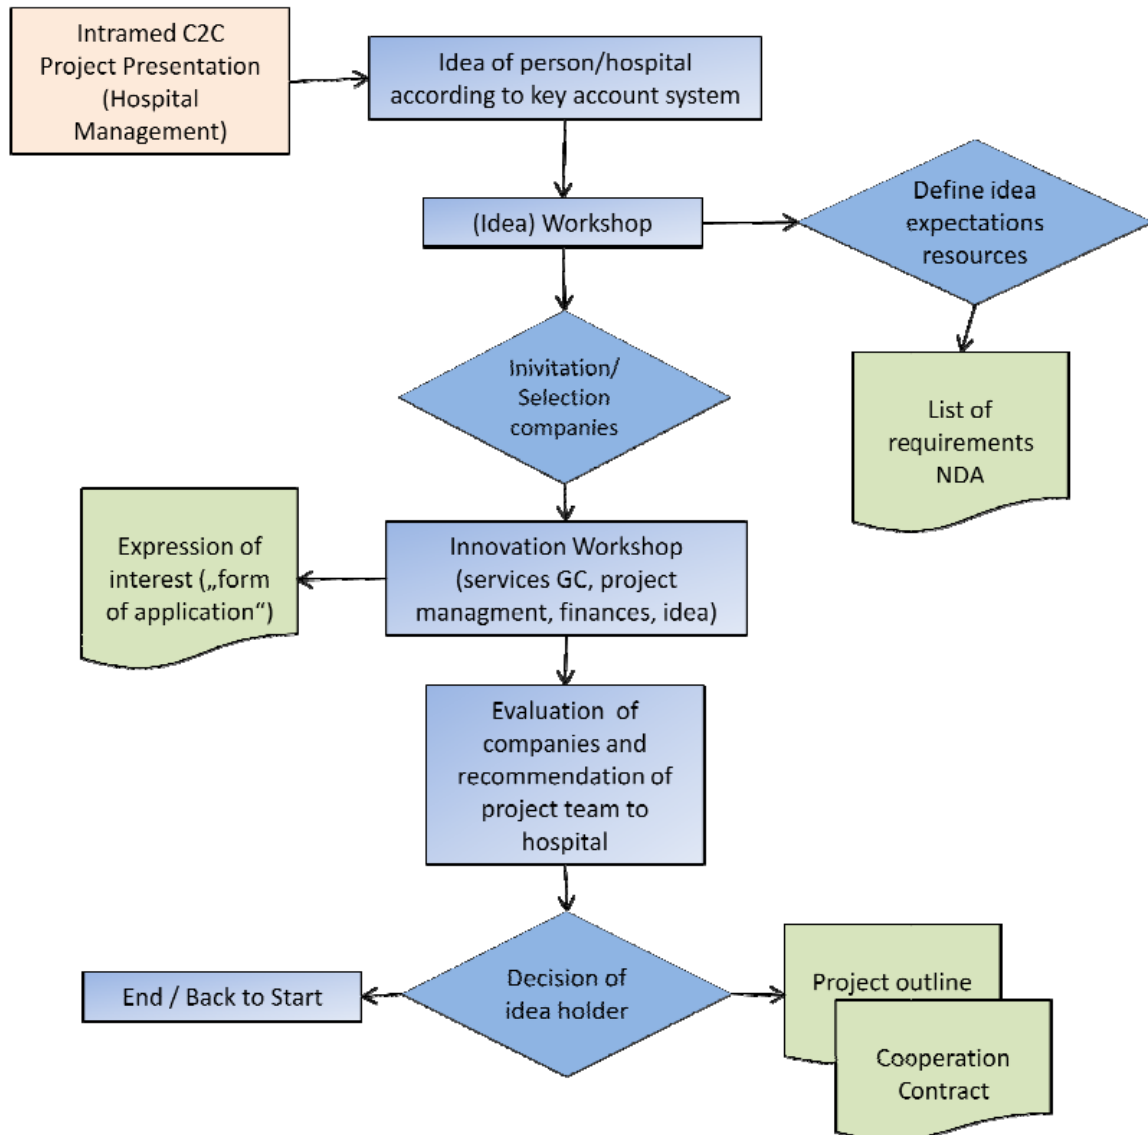 Intramed C2C
Project Presentation
(Hospital
Management)
Idea of person/hospital
according to key account system
(Idea) Workshop
Define idea
expectations
resources
Inivitation/
Selection
companies
List of
requirements
NDA
Expression of
interest („form
of application“)
Innovation Workshop
(services GC, project
managment, finances, idea)
Evaluation of
companies and
recommendation of
project team to
hospital
Decision of
idea holder
End / Back to Start
Project outline
Cooperation
Contract